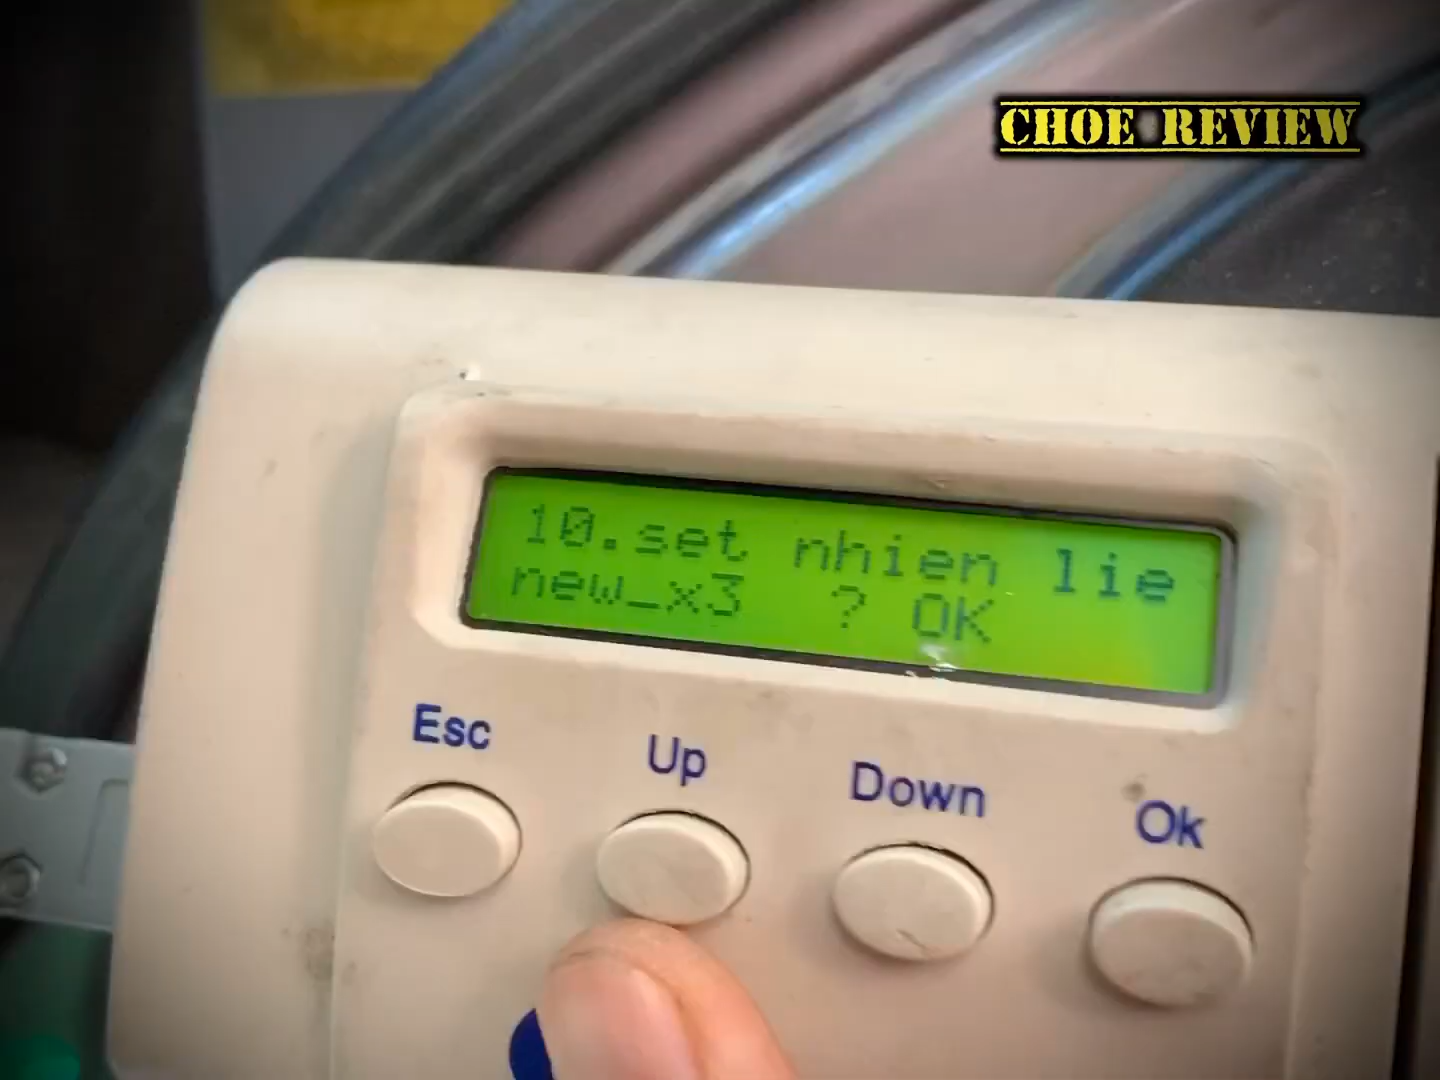 CHOE REVIEW
10.set nhien lie
new_x3 ? OK
Esc
Up
Down
Ok